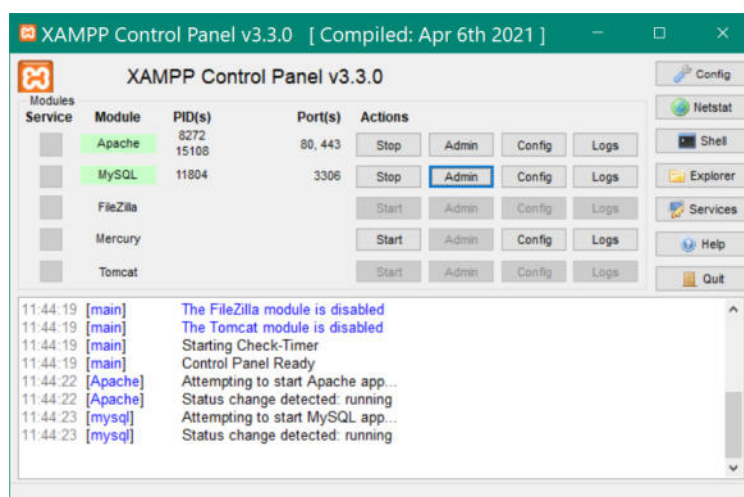 XAMPP Control Panel v3.3.0 [ Compiled: Apr 6th 2021 ]
XAMPP Control Panel v3.3.0
Config
Modules
Service Module PID(s) Port(s) Actions
Netstat
Apache 8272 15108 80, 443 Stop Admin Config Logs
Shell
MySQL 11804 3306 Stop Admin Config Logs
Explorer
FileZilla Start Admin Config Logs
Services
Mercury Start Admin Config Logs
Help
Tomcat Start Admin Config Logs
Quit
11:44:19 [main] The FileZilla module is disabled
11:44:19 [main] The Tomcat module is disabled
11:44:19 [main] Starting Check-Timer
11:44:19 [main] Control Panel Ready
11:44:22 [Apache] Attempting to start Apache app...
11:44:22 [Apache] Status change detected: running
11:44:23 [mysql] Attempting to start MySQL app...
11:44:23 [mysql] Status change detected: running